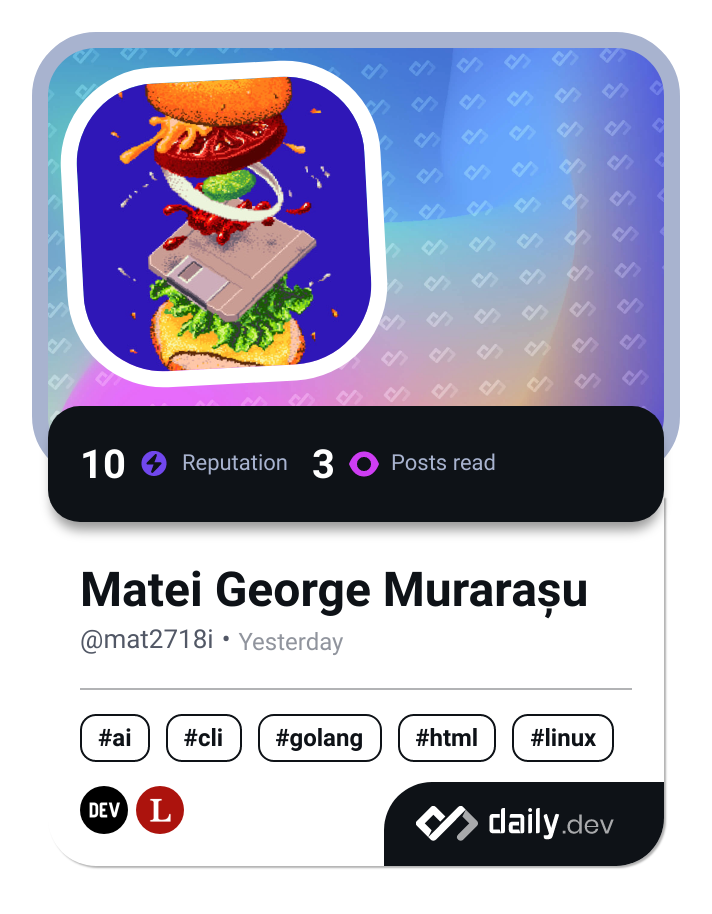 10 Reputation 3 Posts read
Matei George Murarașu
@mat2718i • Yesterday
#ai #cli #golang #html #linux
DEV L
daily.dev